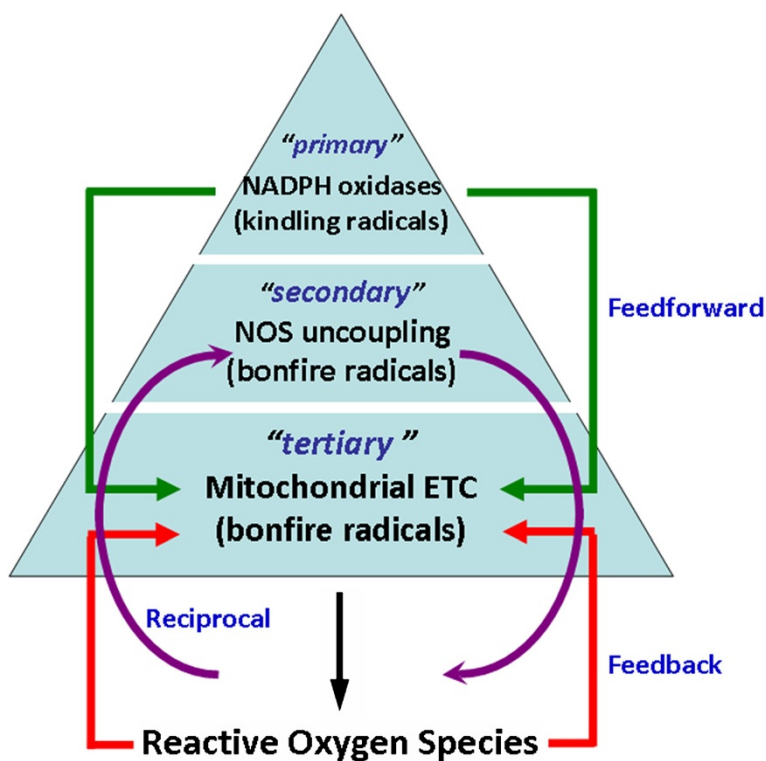 “primary”
NADPH oxidases
(kindling radicals)
“secondary”
NOS uncoupling
(bonfire radicals)
Feedforward
“tertiary ”
Mitochondrial ETC
(bonfire radicals)
Reciprocal
Feedback
Reactive Oxygen Species